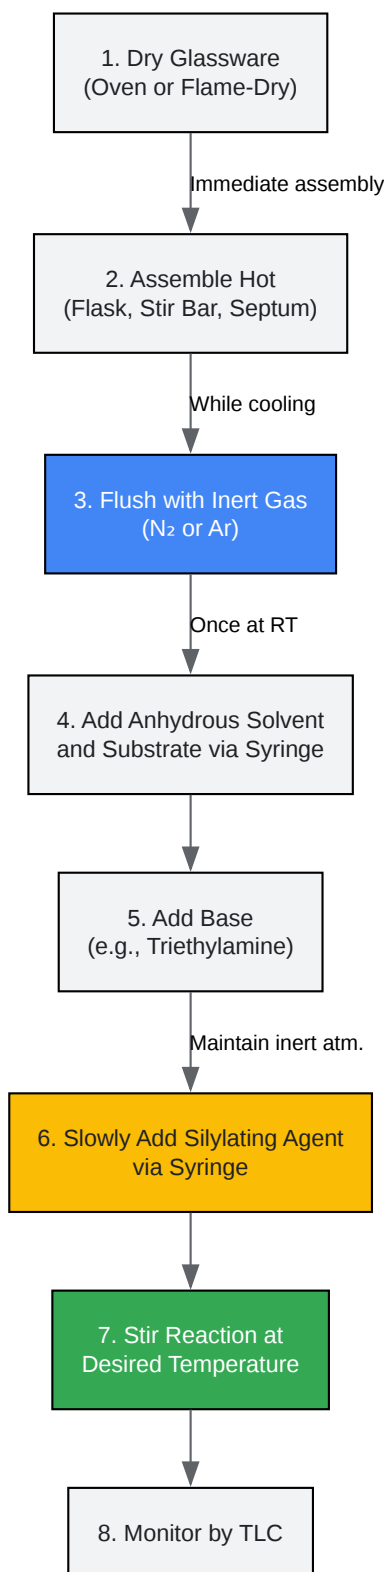 1. Dry Glassware
(Oven or Flame-Dry)
Immediate assembly
2. Assemble Hot
(Flask, Stir Bar, Septum)
While cooling
3. Flush with Inert Gas
(N₂ or Ar)
Once at RT
4. Add Anhydrous Solvent
and Substrate via Syringe
5. Add Base
(e.g., Triethylamine)
Maintain inert atm.
6. Slowly Add Silylating Agent
via Syringe
7. Stir Reaction at
Desired Temperature
8. Monitor by TLC